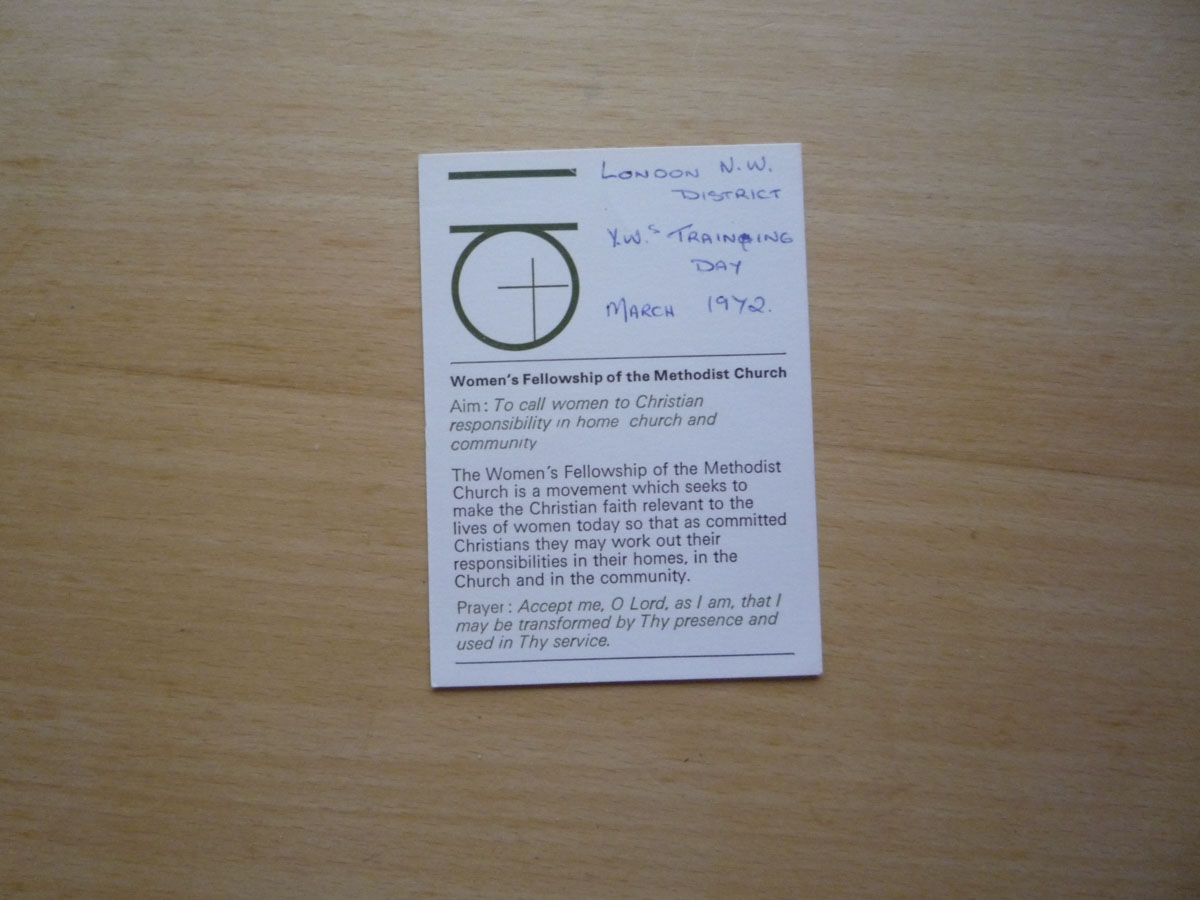 LONDON N.W.
DISTRICT
Y.W.s TRAINING
DAY
MARCH 1972.
Women's Fellowship of the Methodist Church
Aim: To call women to Christian
responsibility in home church and
community
The Women's Fellowship of the Methodist
Church is a movement which seeks to
make the Christian faith relevant to the
lives of women today so that as committed
Christians they may work out their
responsibilities in their homes, in the
Church and in the community.
Prayer: Accept me, O Lord, as I am, that I
may be transformed by Thy presence and
used in Thy service.